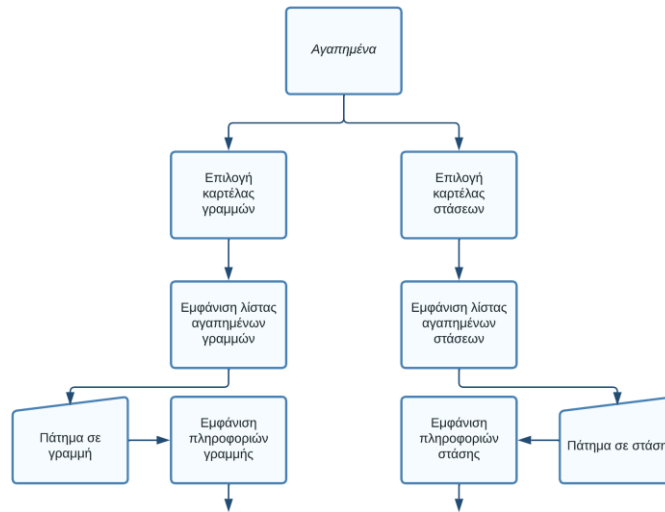 Αγαπημένα
Επιλογή
καρτέλας
γραμμών
Επιλογή
καρτέλας
στάσεων
Εμφάνιση λίστας
αγαπημένων
γραμμών
Εμφάνιση λίστας
αγαπημένων
στάσεων
Πάτημα σε
γραμμή
Εμφάνιση
πληροφοριών
γραμμής
Εμφάνιση
πληροφοριών
στάσης
Πάτημα σε στάση